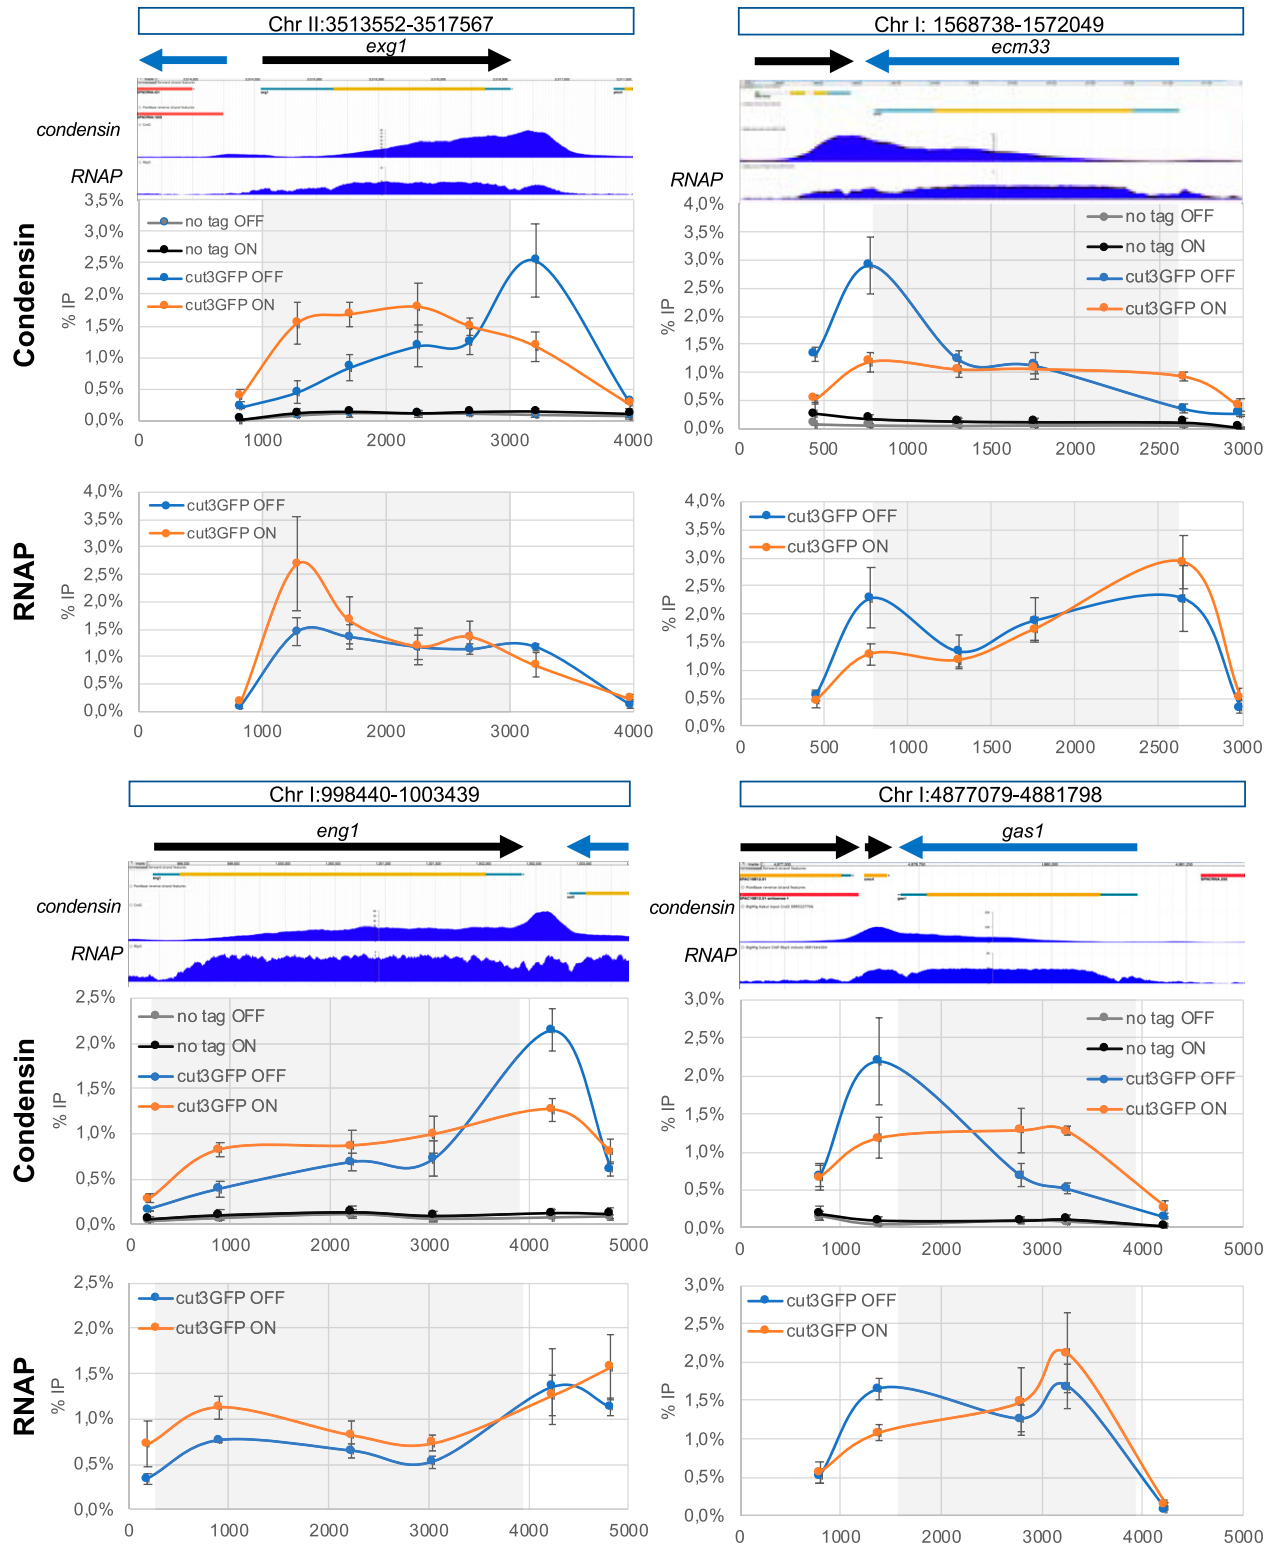 Chr II:3513552-3517567
exg1
condensin
RNAP
Condensin
% IP
3,5%
3,0%
2,5%
2,0%
1,5%
1,0%
0,5%
0,0%
no tag OFF
no tag ON
cut3GFP OFF
cut3GFP ON
0 1000 2000 3000 4000
RNAP
% IP
4,0%
3,5%
3,0%
2,5%
2,0%
1,5%
1,0%
0,5%
0,0%
cut3GFP OFF
cut3GFP ON
0 1000 2000 3000 4000
Chr I: 1568738-1572049
ecm33
RNAP
% IP
4,0%
3,5%
3,0%
2,5%
2,0%
1,5%
1,0%
0,5%
0,0%
no tag OFF
no tag ON
cut3GFP OFF
cut3GFP ON
0 500 1000 1500 2000 2500 3000
% IP
4,0%
3,5%
3,0%
2,5%
2,0%
1,5%
1,0%
0,5%
0,0%
cut3GFP OFF
cut3GFP ON
0 500 1000 1500 2000 2500 3000
Chr I:998440-1003439
eng1
condensin
RNAP
Condensin
% IP
2,5%
2,0%
1,5%
1,0%
0,5%
0,0%
no tag OFF
no tag ON
cut3GFP OFF
cut3GFP ON
0 1000 2000 3000 4000 5000
RNAP
% IP
2,5%
2,0%
1,5%
1,0%
0,5%
0,0%
cut3GFP OFF
cut3GFP ON
0 1000 2000 3000 4000 5000
Chr I:4877079-4881798
gas1
condensin
RNAP
% IP
3,0%
2,5%
2,0%
1,5%
1,0%
0,5%
0,0%
no tag OFF
no tag ON
cut3GFP OFF
cut3GFP ON
0 1000 2000 3000 4000 5000
% IP
3,0%
2,5%
2,0%
1,5%
1,0%
0,5%
0,0%
cut3GFP OFF
cut3GFP ON
0 1000 2000 3000 4000 5000